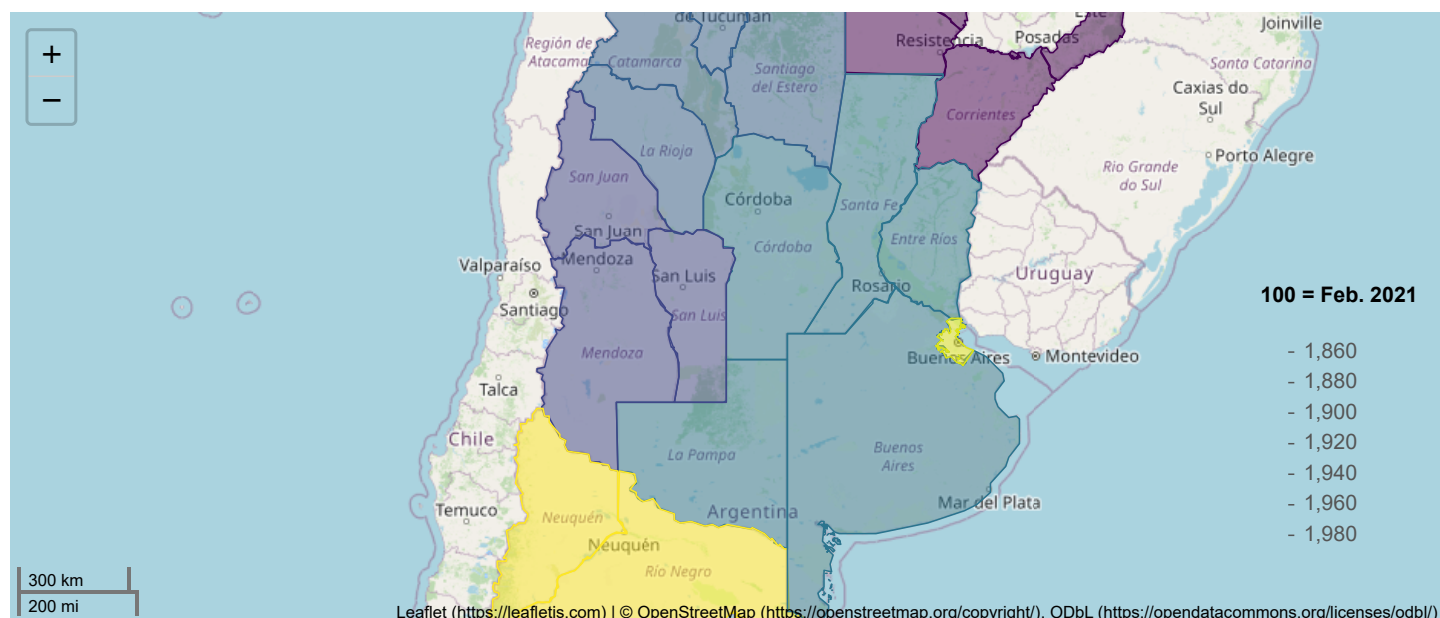 +
−
de Tucumán
Este
Joinville
Región de
Atacama
Catamarca
Resistencia
Posadas
Santa Catarina
Santiago
del Estero
Caxias do
Sul
Corrientes
La Rioja
Porto Alegre
Rio Grande
do Sul
San Juan
Córdoba
Santa Fe
San Juan
Córdoba
Entre Ríos
Valparaíso
Mendoza
San Luis
Uruguay
Rosario
Santiago
San Luis
100 = Feb. 2021
Mendoza
Buenos Aires
Montevideo
- 1,860
- 1,880
- 1,900
- 1,920
- 1,940
- 1,960
- 1,980
Talca
Chile
La Pampa
Buenos
Aires
Temuco
Neuquén
Argentina
Mar del Plata
Neuquén
Río Negro
300 km
200 mi
Leaflet (https://leafletjs.com) | © OpenStreetMap (https://openstreetmap.org/copyright/), ODbL (https://opendatacommons.org/licenses/odbl/)